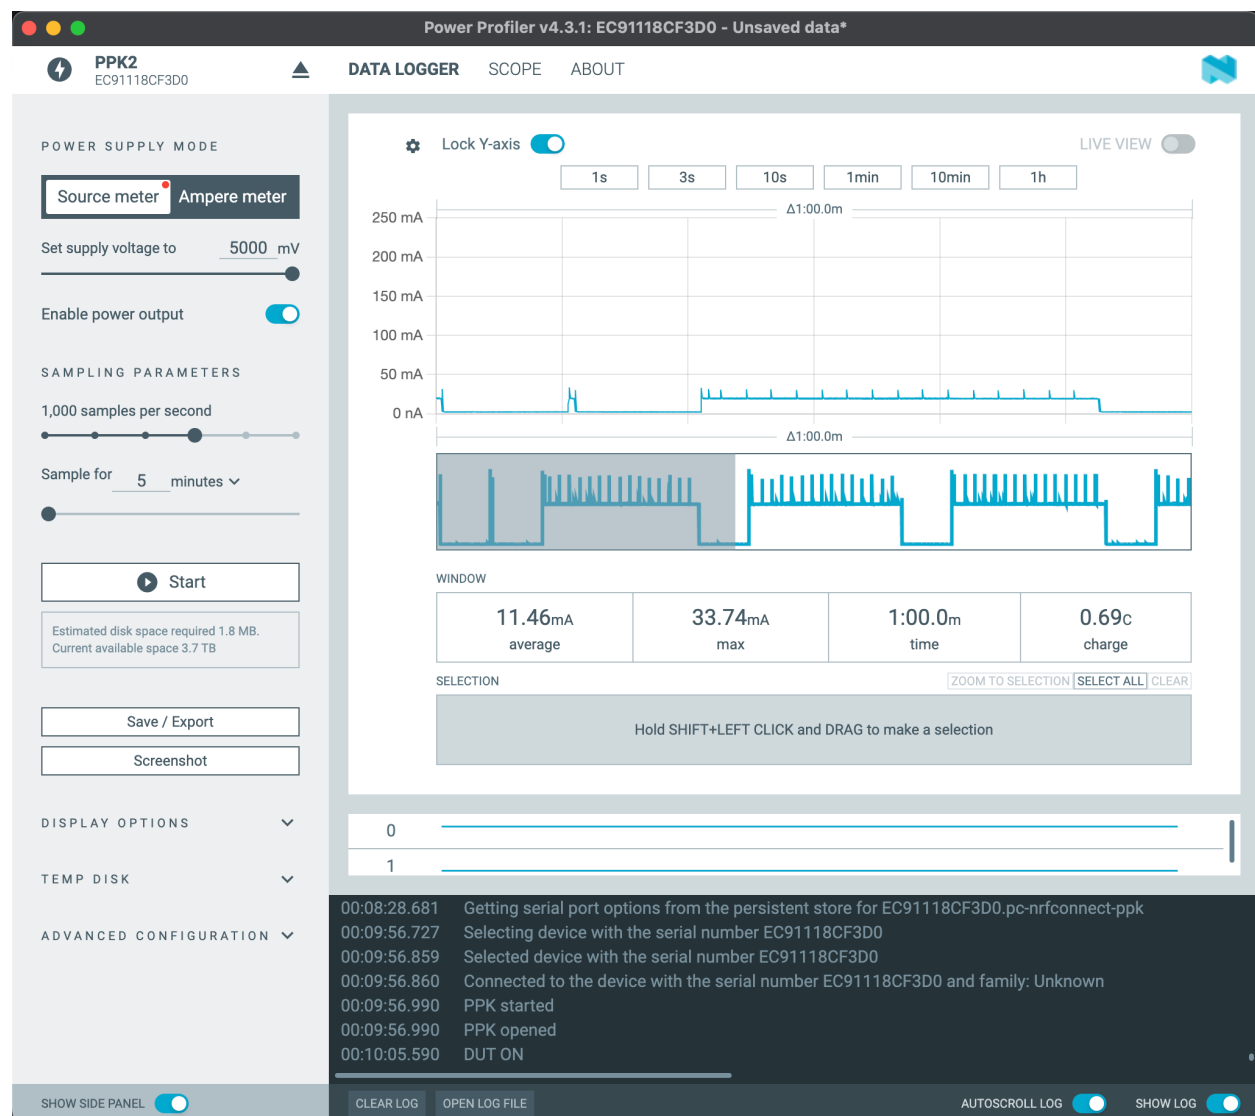 Power Profiler v4.3.1: EC91118CF3D0 - Unsaved data*
PPK2
EC91118CF3D0
DATA LOGGER SCOPE ABOUT
POWER SUPPLY MODE
Source meter Ampere meter
Set supply voltage to 5000 mV
Enable power output
SAMPLING PARAMETERS
1,000 samples per second
Sample for 5 minutes
Start
Estimated disk space required 1.8 MB.
Current available space 3.7 TB
Save / Export
Screenshot
DISPLAY OPTIONS
TEMP DISK
ADVANCED CONFIGURATION
SHOW SIDE PANEL
Lock Y-axis
LIVE VIEW
1s 3s 10s 1min 10min 1h
Δ1:00.0m
250 mA
200 mA
150 mA
100 mA
50 mA
0 nA
Δ1:00.0m
WINDOW
11.46mA 33.74mA 1:00.0m 0.69C
average max time charge
SELECTION ZOOM TO SELECTION SELECT ALL CLEAR
Hold SHIFT+LEFT CLICK and DRAG to make a selection
0
1
00:08:28.681 Getting serial port options from the persistent store for EC91118CF3D0.pc-nrfconnect-ppk
00:09:56.727 Selecting device with the serial number EC91118CF3D0
00:09:56.859 Selected device with the serial number EC91118CF3D0
00:09:56.860 Connected to the device with the serial number EC91118CF3D0 and family: Unknown
00:09:56.990 PPK started
00:09:56.990 PPK opened
00:10:05.590 DUT ON
CLEAR LOG OPEN LOG FILE AUTOSCROLL LOG SHOW LOG